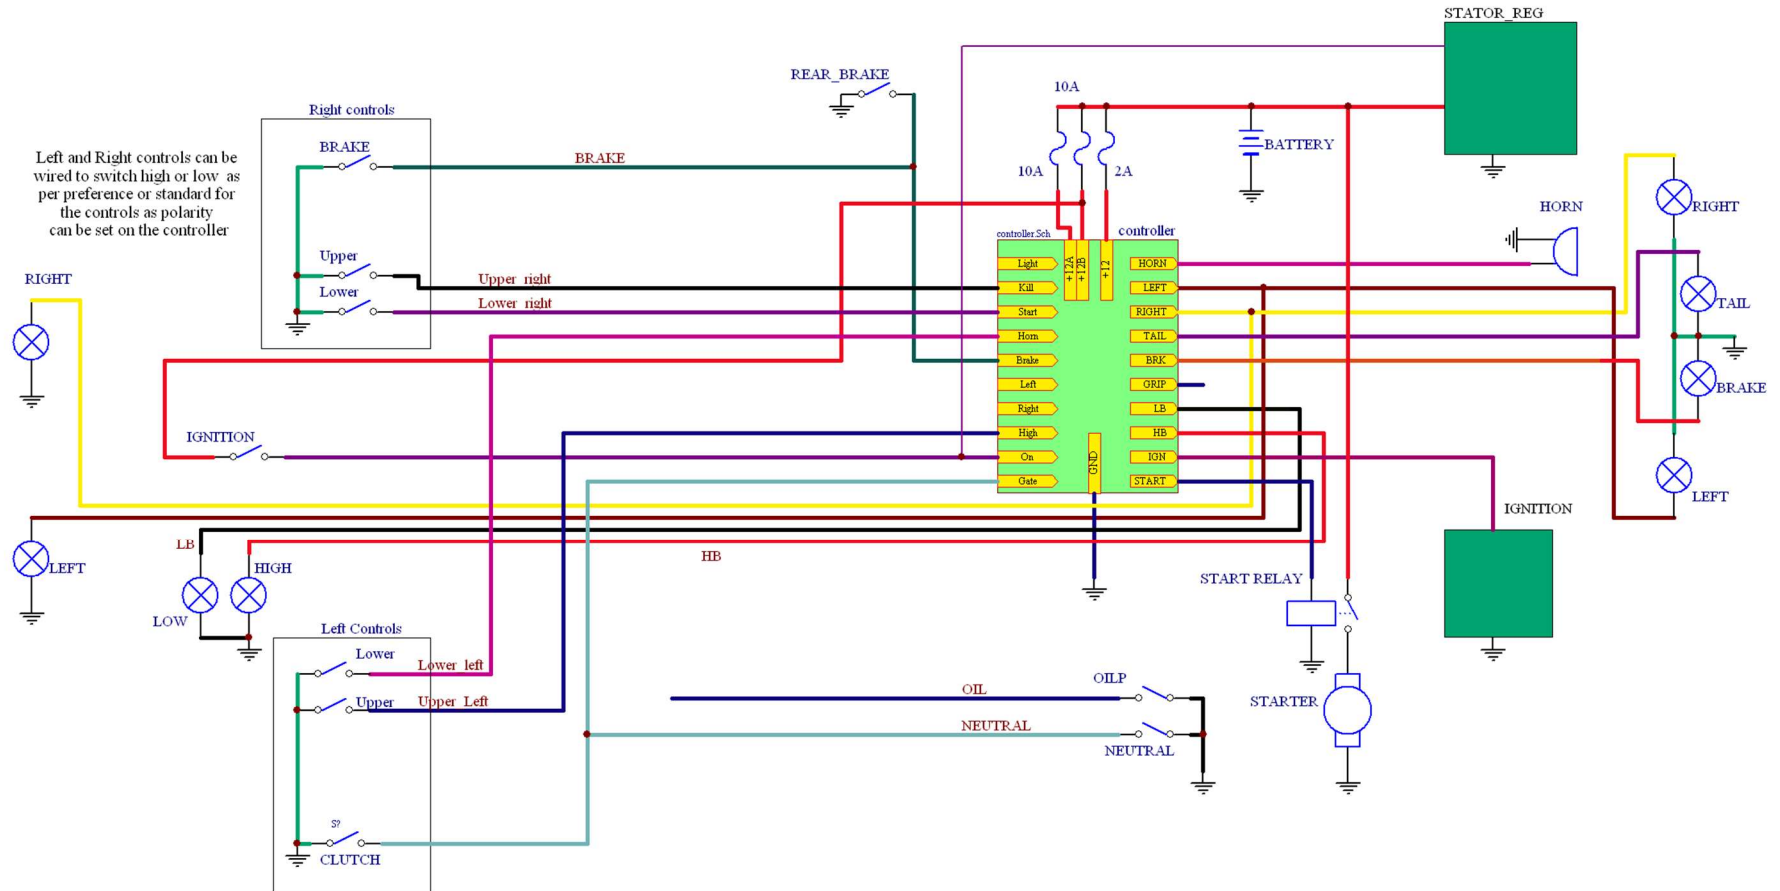 STATOR_REG
REAR_BRAKE
10A
Right controls
BRAKE
BRAKE
Left and Right controls can be
wired to switch high or low as
per preference or standard for
the controls as polarity
can be set on the controller
10A
2A
BATTERY
RIGHT
HORN
controller.Sch
controller
Upper
Upper_right
Lower
Lower_right
RIGHT
+12A
+12B
+12
Light
Kill
Start
Horn
Brake
Left
Right
High
On
Gate
HORN
LEFT
RIGHT
TAIL
BRK
GRIP
LB
HB
IGN
START
GND
TAIL
BRAKE
LEFT
IGNITION
IGNITION
LB
HB
LEFT
HIGH
LOW
START RELAY
Left Controls
Lower
Lower_left
Upper
Upper_Left
OIL
OILP
NEUTRAL
NEUTRAL
STARTER
S?
CLUTCH